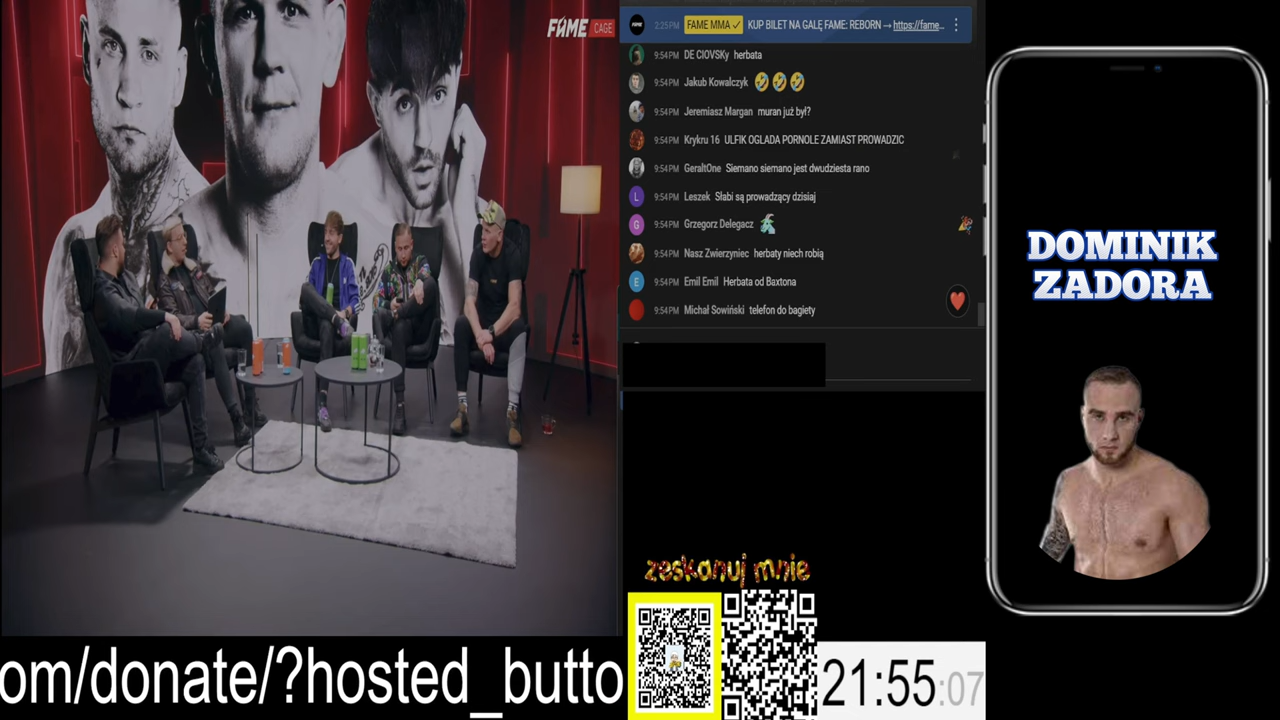 FAME CAGE
2:25PM FAME MMA ✓ KUP BILET NA GALĘ FAME: REBORN → https://fame...
9:54PM DE CIOVSKy herbata
9:54PM Jakub Kowalczyk 🤣🤣🤣
9:54PM Jeremiasz Margan muran już był?
9:54PM Krykru 16 ULFIK OGLADA PORNOLE ZAMIAST PROWADZIC
9:54PM GeraltOne Siemano siemano jest dwudziesta rano
L 9:54PM Leszek Słabi są prowadzący dzisiaj
G 9:54PM Grzegorz Delegacz
9:54PM Nasz Zwierzyniec herbaty niech robią
E 9:54PM Emil Emil Herbata od Baxtona
9:54PM Michał Sowiński telefon do bagiety
DOMINIK
ZADORA
zeskanuj mnie
om/donate/?hosted_butto
21:55:07